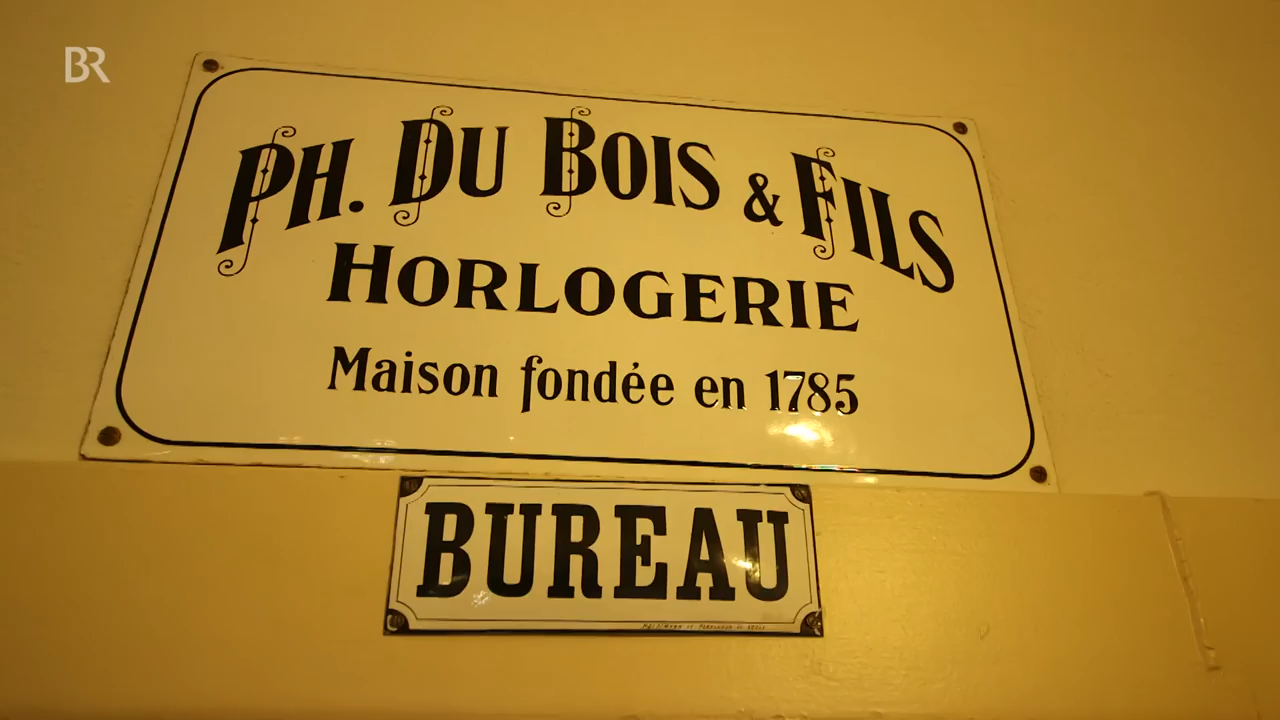 BR
PH. DU BOIS & FILS
HORLOGERIE
Maison fondée en 1785
BUREAU